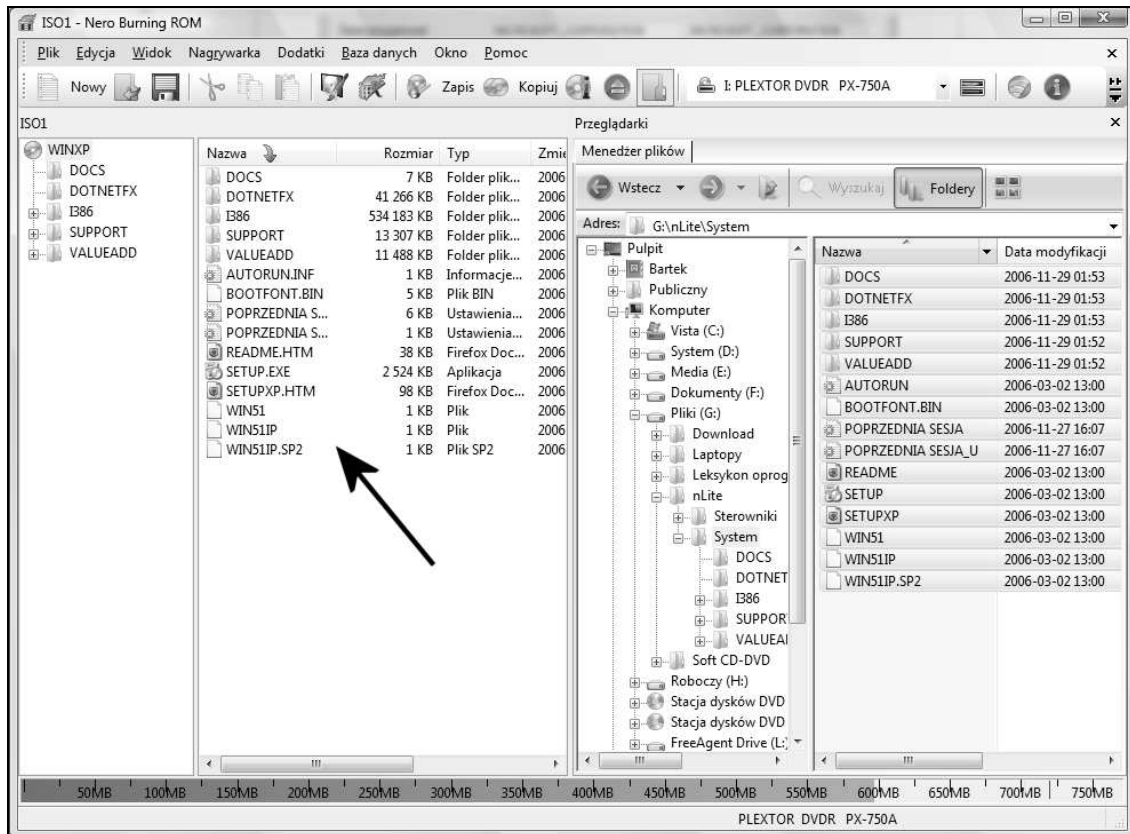 ISO1 - Nero Burning ROM
Plik Edycja Widok Nagrywarka Dodatki Baza danych Okno Pomoc
Nowy Zapis Kopiuj I: PLEXTOR DVDR PX-750A
ISO1
WINXP
DOCS
DOTNETFX
I386
SUPPORT
VALUEADD
Nazwa Rozmiar Typ Zmie
DOCS 7 KB Folder plik... 2006
DOTNETFX 41 266 KB Folder plik... 2006
I386 534 183 KB Folder plik... 2006
SUPPORT 13 307 KB Folder plik... 2006
VALUEADD 11 488 KB Folder plik... 2006
AUTORUN.INF 1 KB Informacje... 2006
BOOTFONT.BIN 5 KB Plik BIN 2006
POPRZEDNIA S... 6 KB Ustawienia... 2006
POPRZEDNIA S... 1 KB Ustawienia... 2006
README.HTM 38 KB Firefox Doc... 2006
SETUP.EXE 2 524 KB Aplikacja 2006
SETUPXP.HTM 98 KB Firefox Doc... 2006
WIN51 1 KB Plik 2006
WIN51IP 1 KB Plik 2006
WIN51IP.SP2 1 KB Plik SP2 2006
Przeglądarki
Menedżer plików
Wstecz Wyszukaj Foldery
Adres: G:\nLite\System
Pulpit
Bartek
Publiczny
Komputer
Vista (C:)
System (D:)
Media (E:)
Dokumenty (F:)
Pliki (G:)
Download
Laptopy
Leksykon oprog
nLite
Sterowniki
System
DOCS
DOTNET
I386
SUPPOR
VALUEAI
Soft CD-DVD
Roboczy (H:)
Stacja dysków DVD
Stacja dysków DVD
FreeAgent Drive (L:)
Nazwa Data modyfikacji
DOCS 2006-11-29 01:53
DOTNETFX 2006-11-29 01:53
I386 2006-11-29 01:53
SUPPORT 2006-11-29 01:52
VALUEADD 2006-11-29 01:52
AUTORUN 2006-03-02 13:00
BOOTFONT.BIN 2006-03-02 13:00
POPRZEDNIA SESJA 2006-11-27 16:07
POPRZEDNIA SESJA_U 2006-11-27 16:07
README 2006-03-02 13:00
SETUP 2006-03-02 13:00
SETUPXP 2006-03-02 13:00
WIN51 2006-03-02 13:00
WIN51IP 2006-03-02 13:00
WIN51IP.SP2 2006-03-02 13:00
50MB 100MB 150MB 200MB 250MB 300MB 350MB 400MB 450MB 500MB 550MB 600MB 650MB 700MB 750MB
PLEXTOR DVDR PX-750A